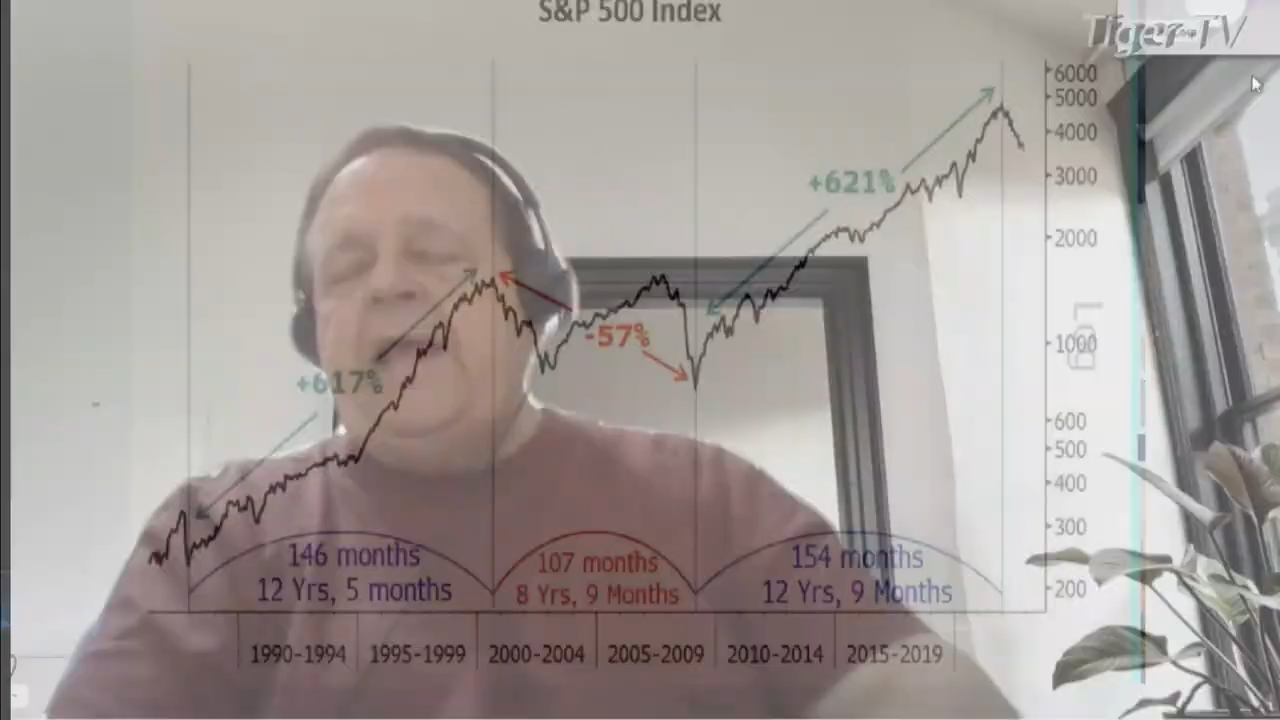 S&P 500 Index
Tiger TV
6000
5000
+621%
4000
3000
2000
-57%
1000
+617%
600
500
400
300
200
146 months
12 Yrs, 5 months
107 months
8 Yrs, 9 Months
154 months
12 Yrs, 9 Months
1990-1994
1995-1999
2000-2004
2005-2009
2010-2014
2015-2019